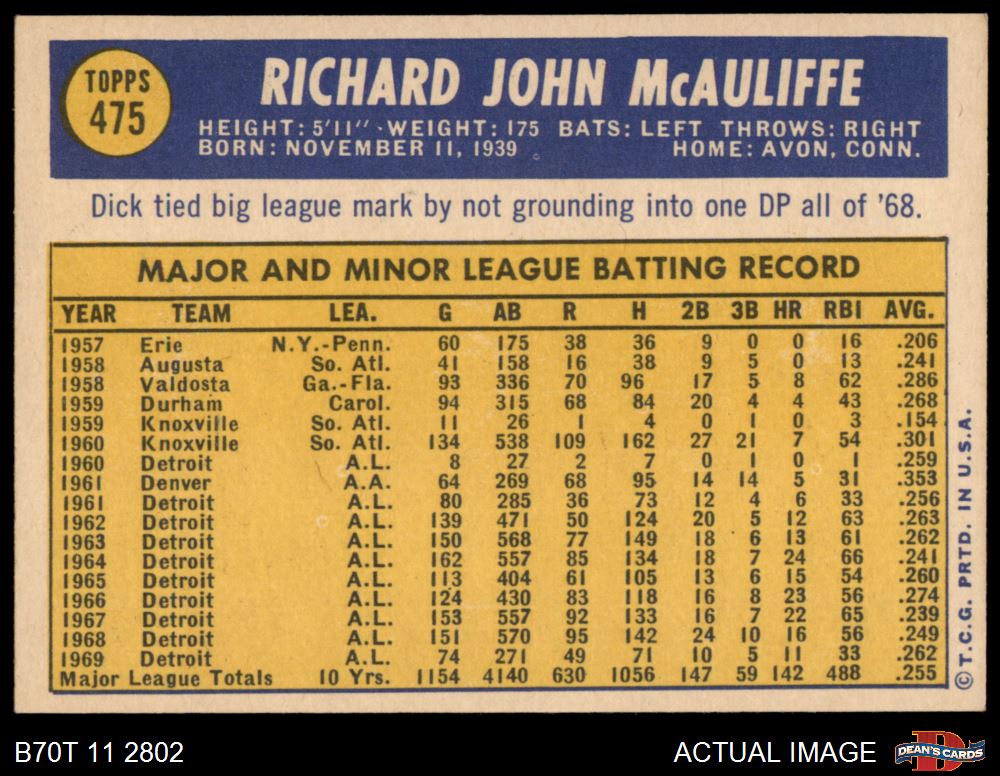 TOPPS
475
RICHARD JOHN McAULIFFE
HEIGHT: 5'11" · WEIGHT: 175 BATS: LEFT THROWS: RIGHT
BORN: NOVEMBER 11, 1939 HOME: AVON, CONN.
Dick tied big league mark by not grounding into one DP all of '68.
MAJOR AND MINOR LEAGUE BATTING RECORD
YEAR TEAM LEA. G AB R H 2B 3B HR RBI AVG.
1957 Erie N.Y.-Penn. 60 175 38 36 9 0 0 16 .206
1958 Augusta So. Atl. 41 158 16 38 9 5 0 13 .241
1958 Valdosta Ga.-Fla. 93 336 70 96 17 5 8 62 .286
1959 Durham Carol. 94 315 68 84 20 4 4 43 .268
1959 Knoxville So. Atl. 11 26 1 4 0 1 0 3 .154
1960 Knoxville So. Atl. 134 538 109 162 27 21 7 54 .301
1960 Detroit A.L. 8 27 2 7 0 1 0 1 .259
1961 Denver A.A. 64 269 68 95 14 14 5 31 .353
1961 Detroit A.L. 80 285 36 73 12 4 6 33 .256
1962 Detroit A.L. 139 471 50 124 20 5 12 63 .263
1963 Detroit A.L. 150 568 77 149 18 6 13 61 .262
1964 Detroit A.L. 162 557 85 134 18 7 24 66 .241
1965 Detroit A.L. 113 404 61 105 13 6 15 54 .260
1966 Detroit A.L. 124 430 83 118 16 8 23 56 .274
1967 Detroit A.L. 153 557 92 133 16 7 22 65 .239
1968 Detroit A.L. 151 570 95 142 24 10 16 56 .249
1969 Detroit A.L. 74 271 49 71 10 5 11 33 .262
Major League Totals 10 Yrs. 1154 4140 630 1056 147 59 142 488 .255
© T.C.G. PRTD. IN U.S.A.
B70T 11 2802
ACTUAL IMAGE
DEAN'S CARDS